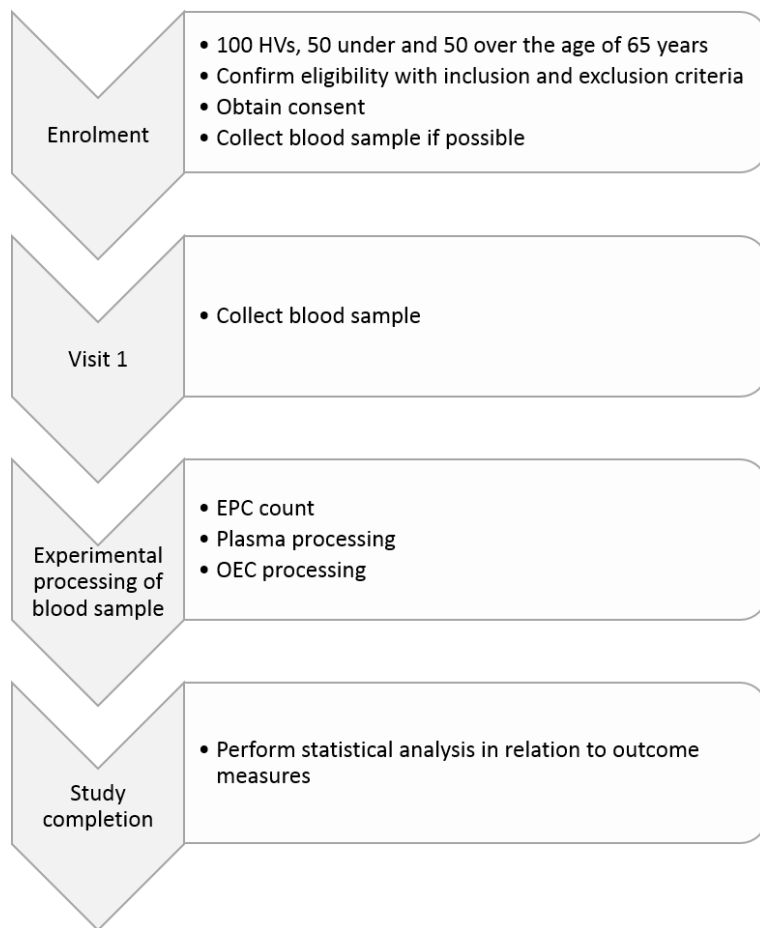 Enrolment
• 100 HVs, 50 under and 50 over the age of 65 years
• Confirm eligibility with inclusion and exclusion criteria
• Obtain consent
• Collect blood sample if possible
Visit 1
• Collect blood sample
Experimental
processing of
blood sample
• EPC count
• Plasma processing
• OEC processing
Study
completion
• Perform statistical analysis in relation to outcome
measures